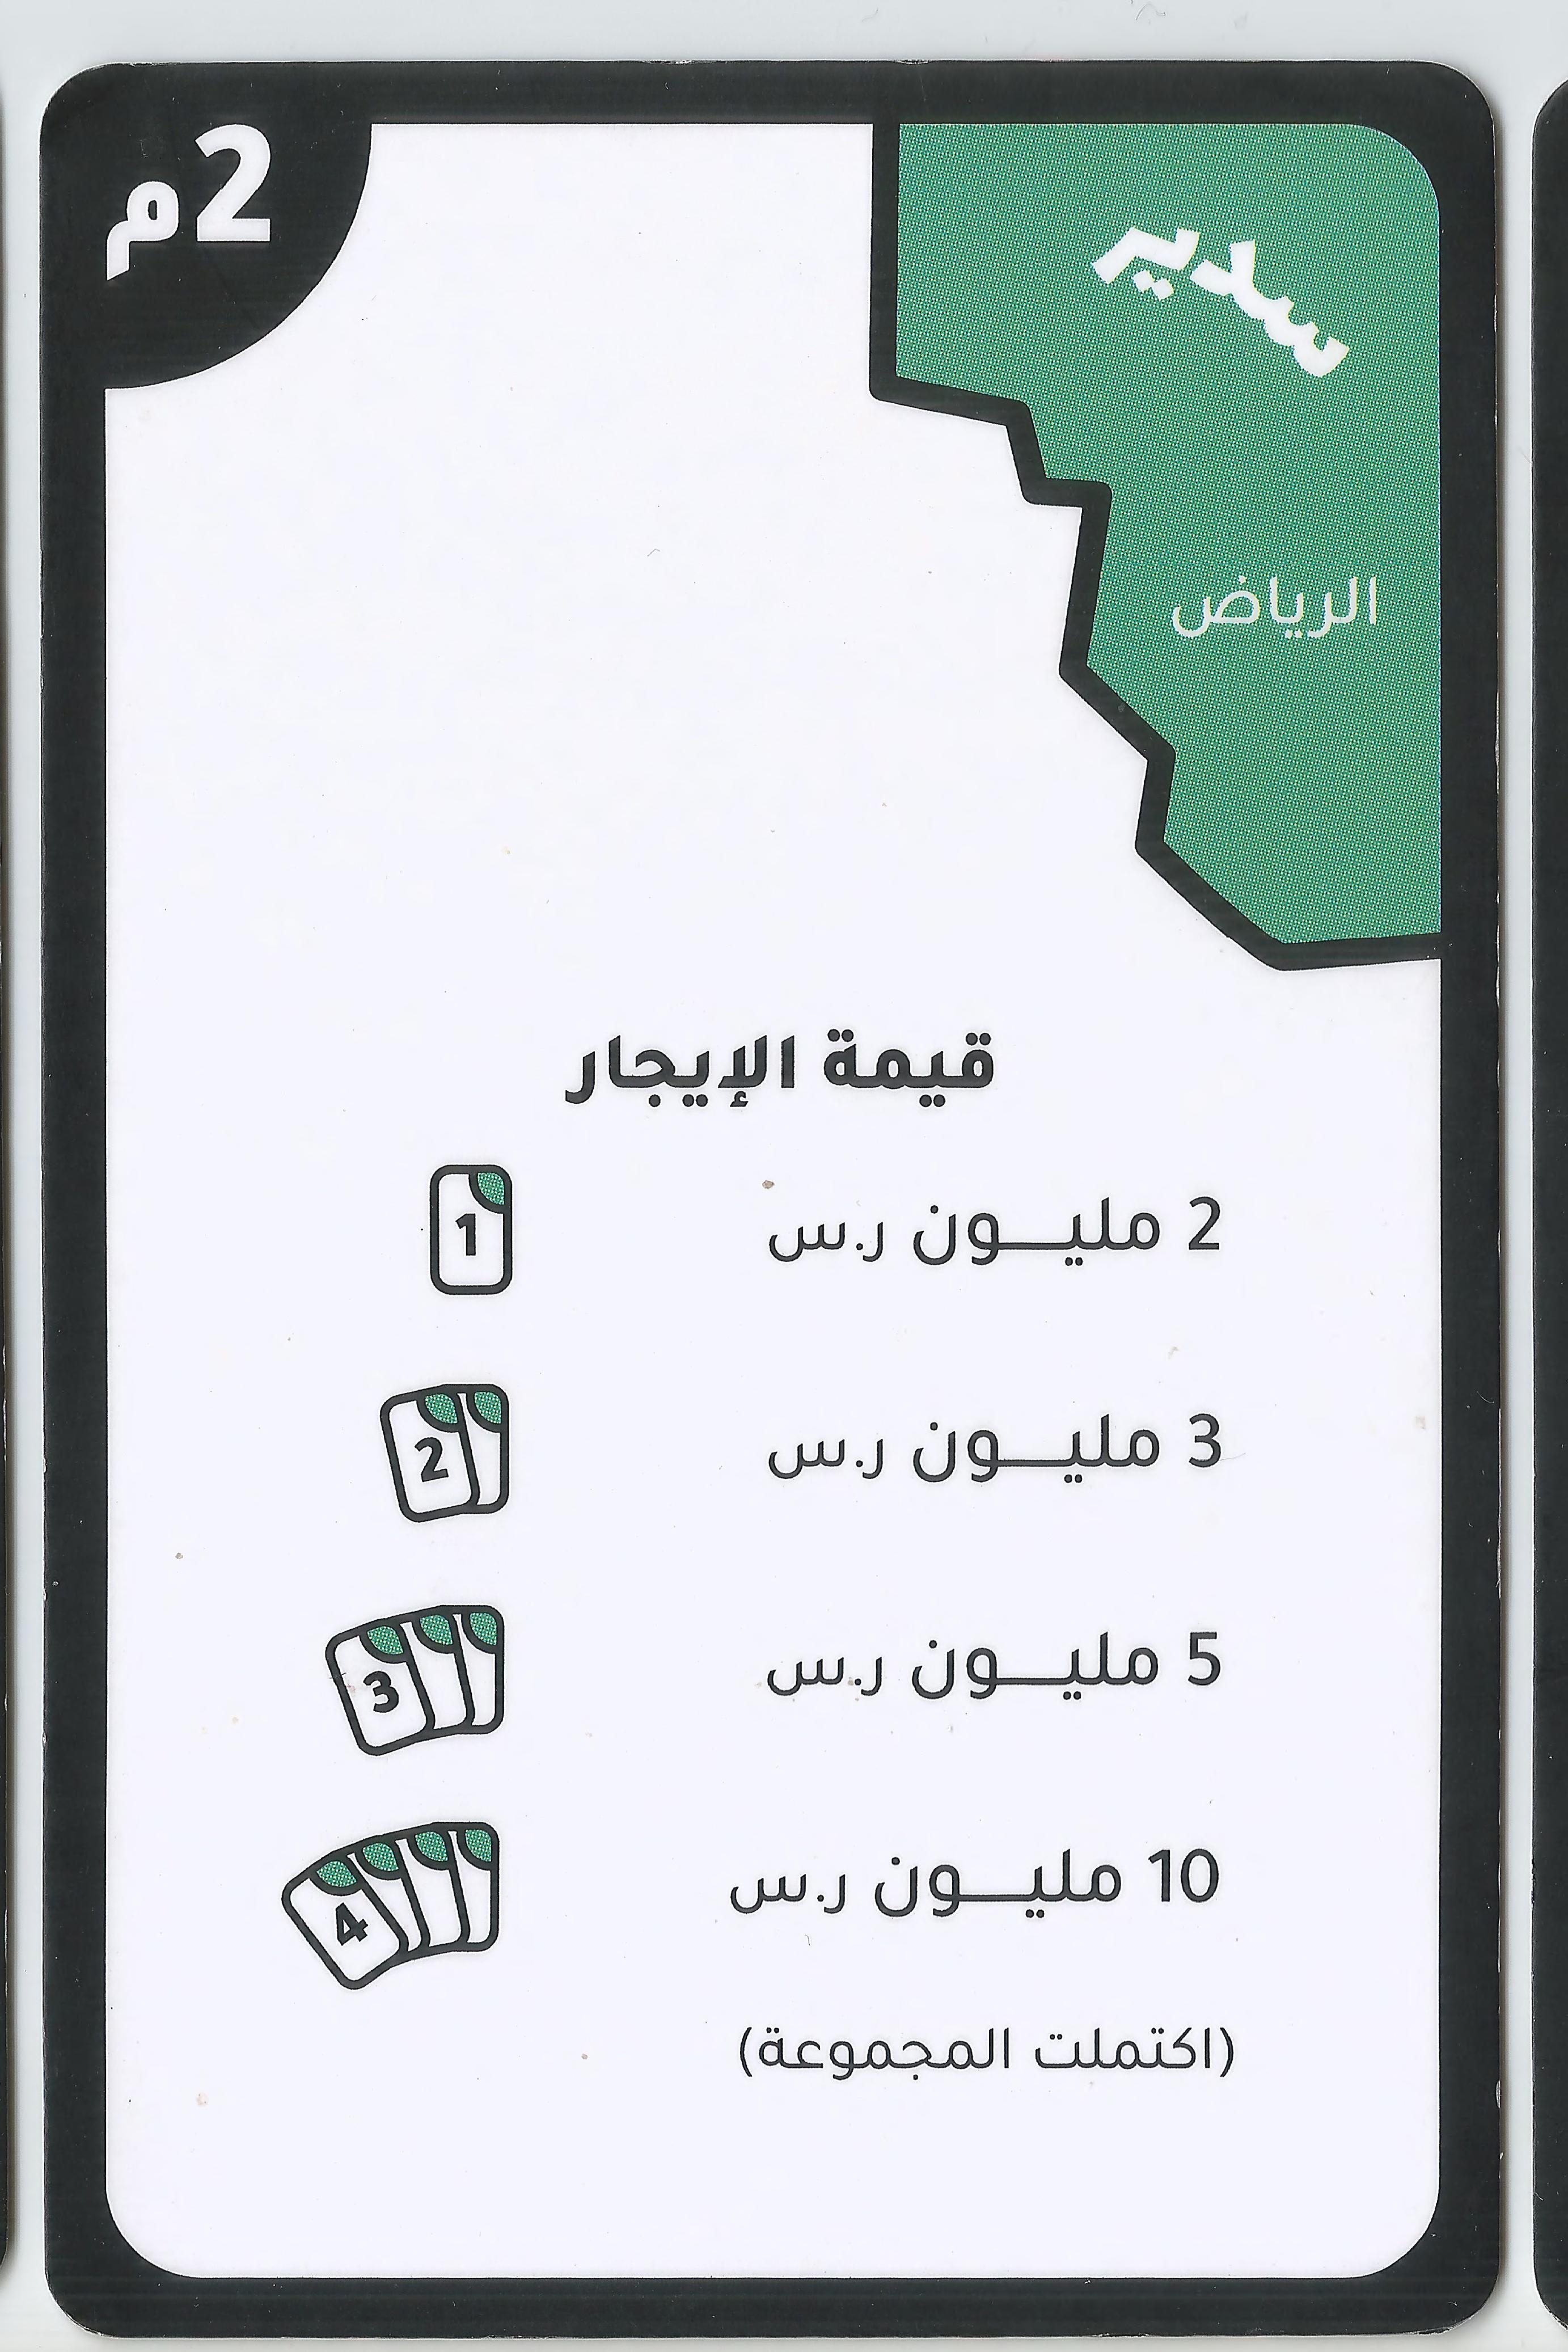 سدير
2م
الرياض
قيمة الإيجار
2 مليـــون ر.س
1
3 مليـــون ر.س
2
5 مليـــون ر.س
3
10 مليـــون ر.س
4
(اكتملت المجموعة)